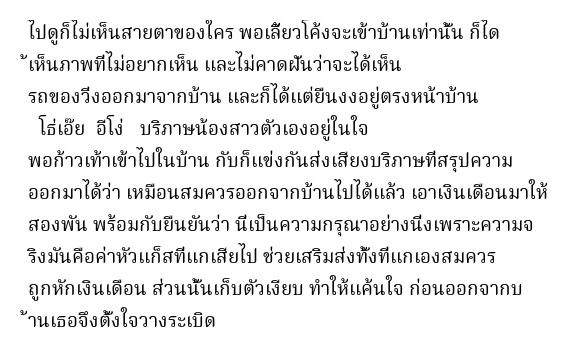 ไปดูก็ไม่เห็นสายตาของใคร พอเลี้ยวโค้งจะเข้าบ้านเท่านั้น ก็ได
้เห็นภาพที่ไม่อยากเห็น และไม่คาดฝันว่าจะได้เห็น
รถของวีงออกมาจากบ้าน และก็ได้แต่ยืนงงอยู่ตรงหน้าบ้าน
โธ่เอ๊ย อีโง่ บริภาษน้องสาวตัวเองอยู่ในใจ
พอก้าวเท้าเข้าไปในบ้าน กับก็แข่งกันส่งเสียงบริภาษที่สรุปความ
ออกมาได้ว่า เหมือนสมควรออกจากบ้านไปได้แล้ว เอาเงินเดือนมาให้
สองพัน พร้อมกับยืนยันว่า นี่เป็นความกรุณาอย่างนึงเพราะความจ
ริงมันคือค่าหัวแก็สที่แกเสียไป ช่วยเสริมส่งทั้งที่แกเองสมควร
ถูกหักเงินเดือน ส่วนนั้นเก็บตัวเงียบ ทำให้แค้นใจ ก่อนออกจากบ
้านเธอจึงตั้งใจวางระเบิด